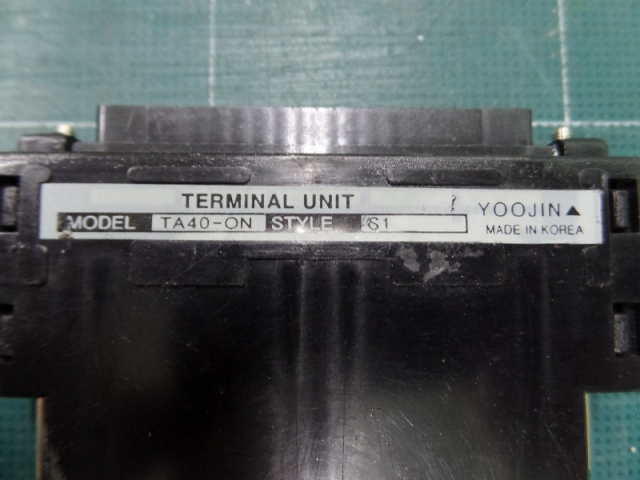 TERMINAL UNIT
MODEL TA40-ON STYLE S1
YOOJIN▲
MADE IN KOREA